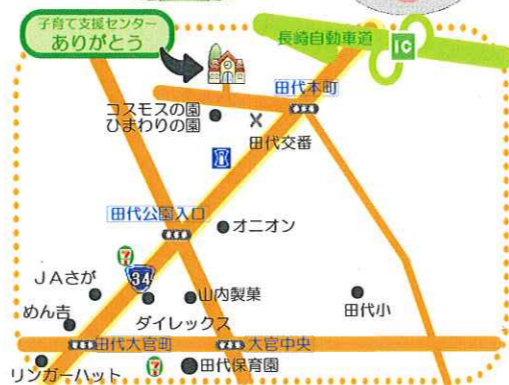 子育て支援センター
ありがとう
長崎自動車道
IC
田代本町
コスモスの園
ひまわりの園
田代交番
田代公園入口
オニオン
7
34
JAさが
山内製菓
ダイレックス
めん吉
田代小
田代大官町
大官中央
7
田代保育園
リンガーハット